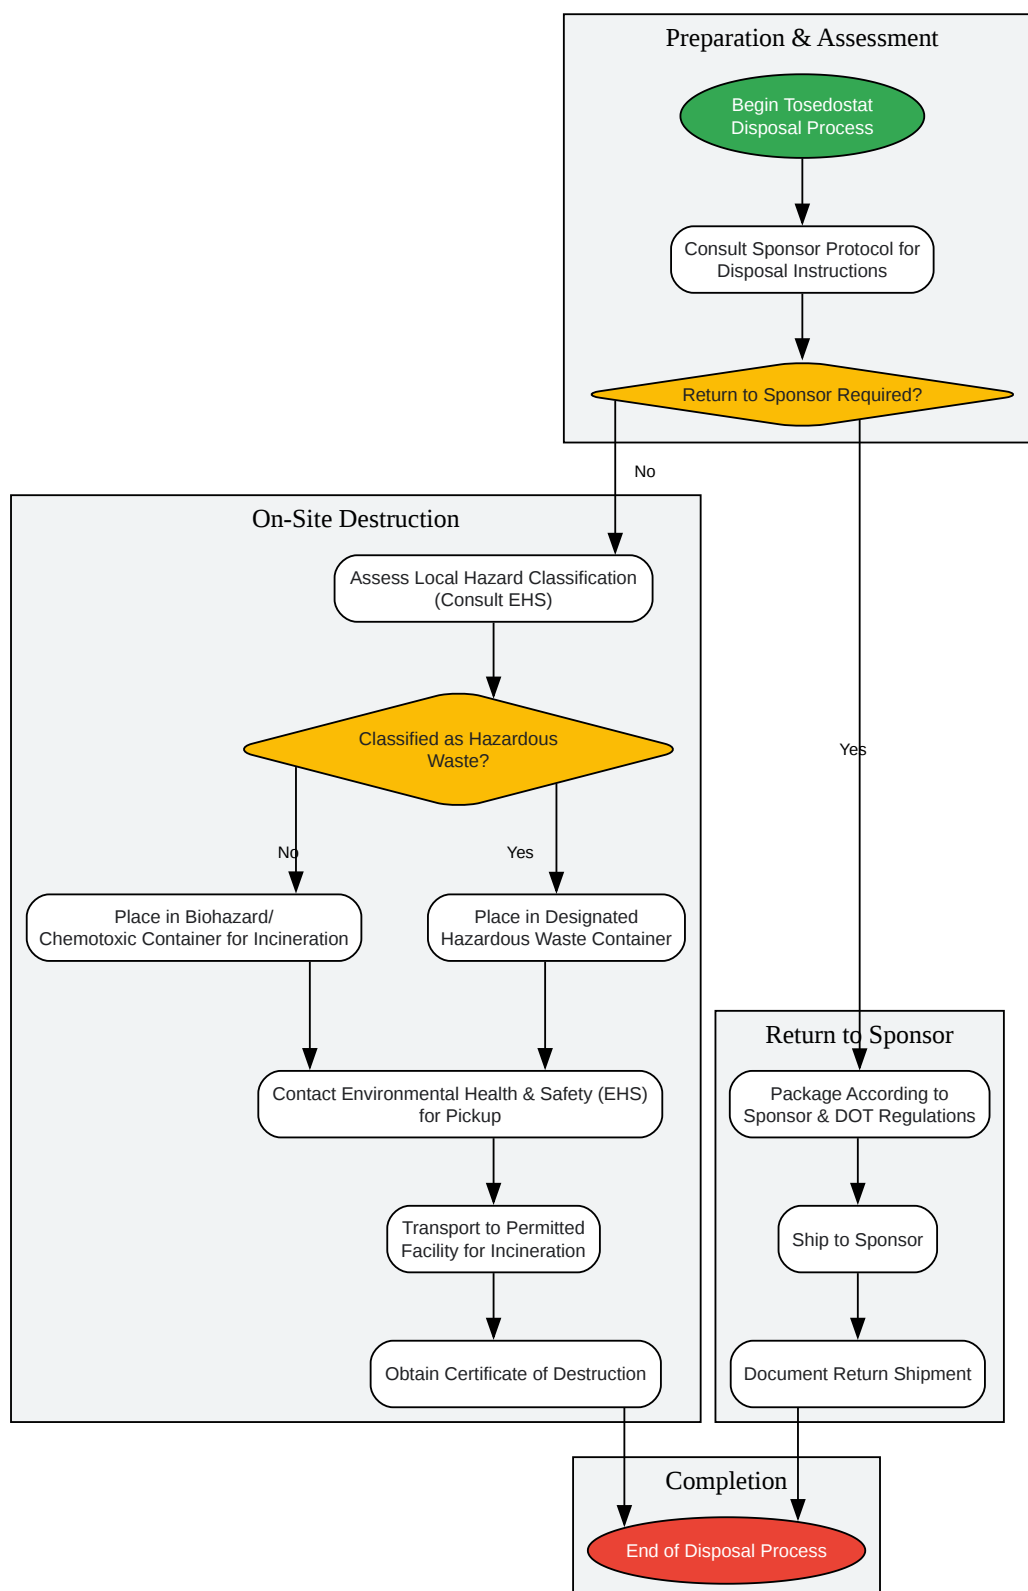 Preparation & Assessment
Begin Tosedostat
Disposal Process
Consult Sponsor Protocol for
Disposal Instructions
Return to Sponsor Required?
No
On-Site Destruction
Assess Local Hazard Classification
(Consult EHS)
Classified as Hazardous
Waste?
Yes
No
Yes
Place in Biohazard/
Chemotoxic Container for Incineration
Place in Designated
Hazardous Waste Container
Return to Sponsor
Contact Environmental Health & Safety (EHS)
for Pickup
Package According to
Sponsor & DOT Regulations
Transport to Permitted
Facility for Incineration
Ship to Sponsor
Obtain Certificate of Destruction
Document Return Shipment
Completion
End of Disposal Process